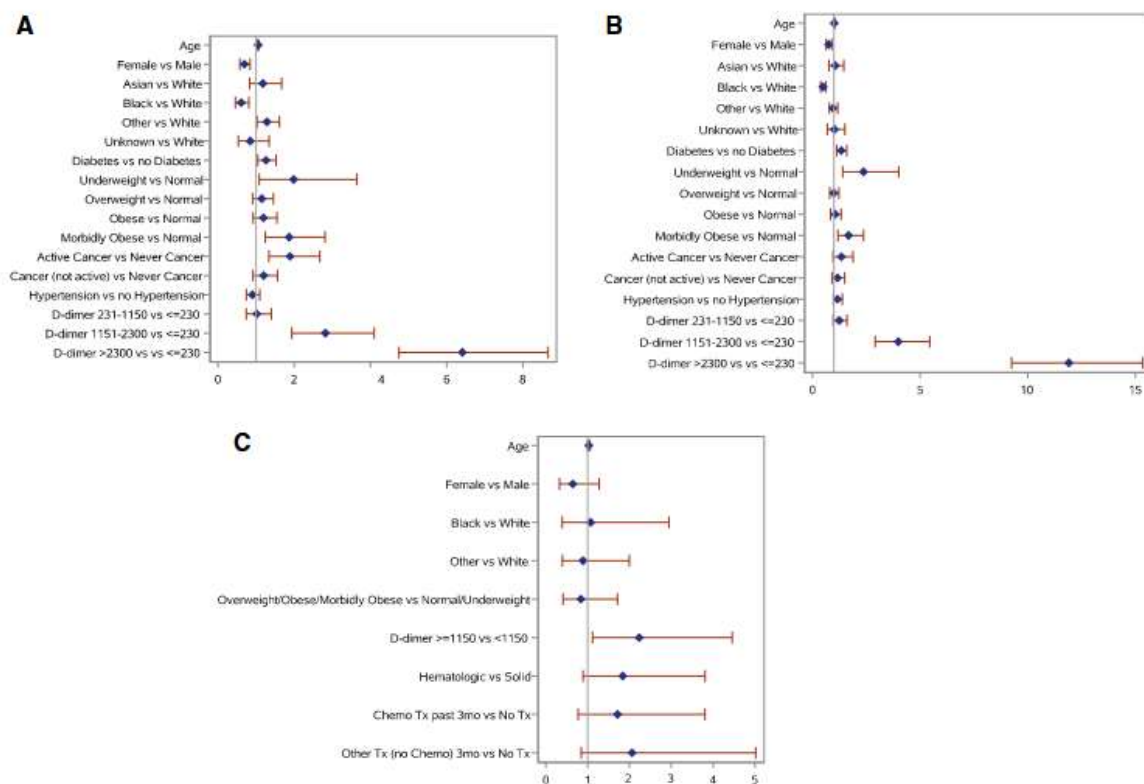 A
Age
Female vs Male
Asian vs White
Black vs White
Other vs White
Unknown vs White
Diabetes vs no Diabetes
Underweight vs Normal
Overweight vs Normal
Obese vs Normal
Morbidly Obese vs Normal
Active Cancer vs Never Cancer
Cancer (not active) vs Never Cancer
Hypertension vs no Hypertension
D-dimer 231-1150 vs <=230
D-dimer 1151-2300 vs <=230
D-dimer >2300 vs vs <=230
0 2 4 6 8
B
Age
Female vs Male
Asian vs White
Black vs White
Other vs White
Unknown vs White
Diabetes vs no Diabetes
Underweight vs Normal
Overweight vs Normal
Obese vs Normal
Morbidly Obese vs Normal
Active Cancer vs Never Cancer
Cancer (not active) vs Never Cancer
Hypertension vs no Hypertension
D-dimer 231-1150 vs <=230
D-dimer 1151-2300 vs <=230
D-dimer >2300 vs vs <=230
0 5 10 15
C
Age
Female vs Male
Black vs White
Other vs White
Overweight/Obese/Morbidly Obese vs Normal/Underweight
D-dimer >=1150 vs <1150
Hematologic vs Solid
Chemo Tx past 3mo vs No Tx
Other Tx (no Chemo) 3mo vs No Tx
0 1 2 3 4 5